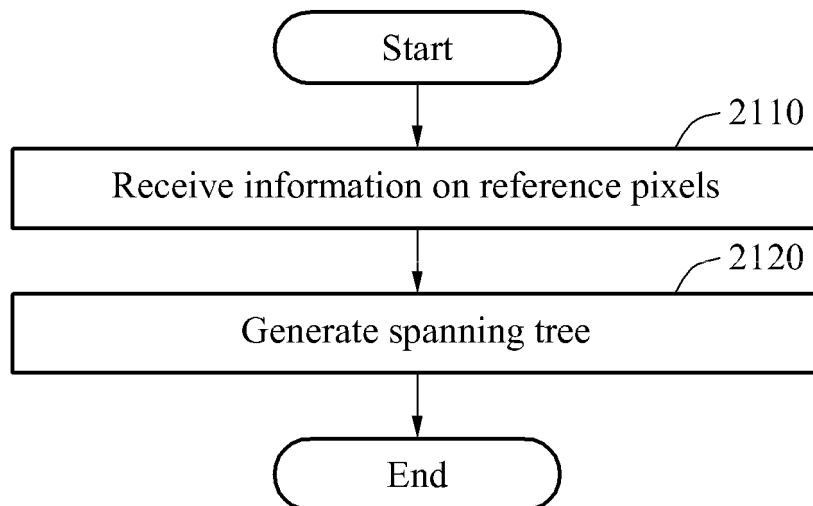 Start
2110
Receive information on reference pixels
2120
Generate spanning tree
End